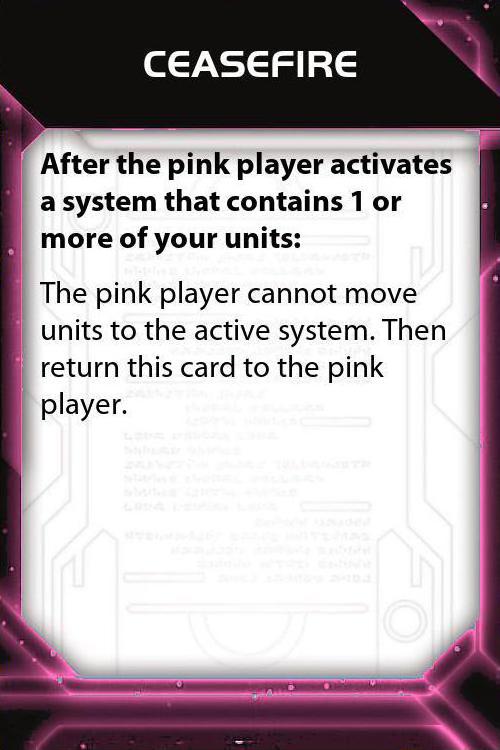 CEASEFIRE
After the pink player activates
a system that contains 1 or
more of your units:
The pink player cannot move
units to the active system. Then
return this card to the pink
player.